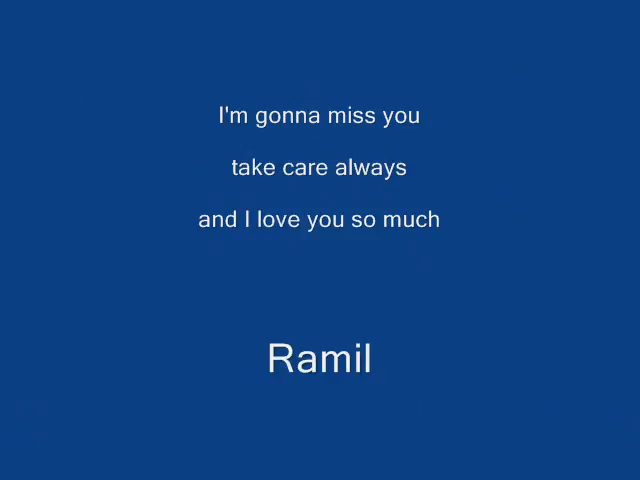 I'm gonna miss you
take care always
and I love you so much
Ramil